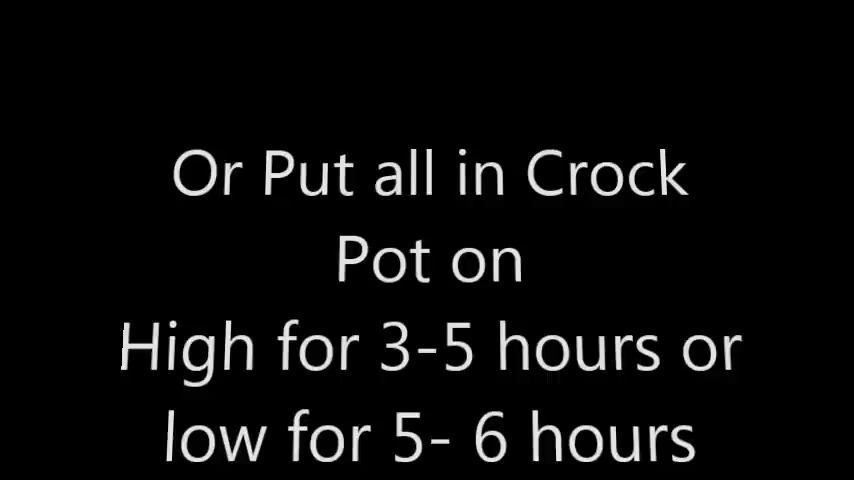 Or Put all in Crock
Pot on
High for 3-5 hours or
low for 5- 6 hours